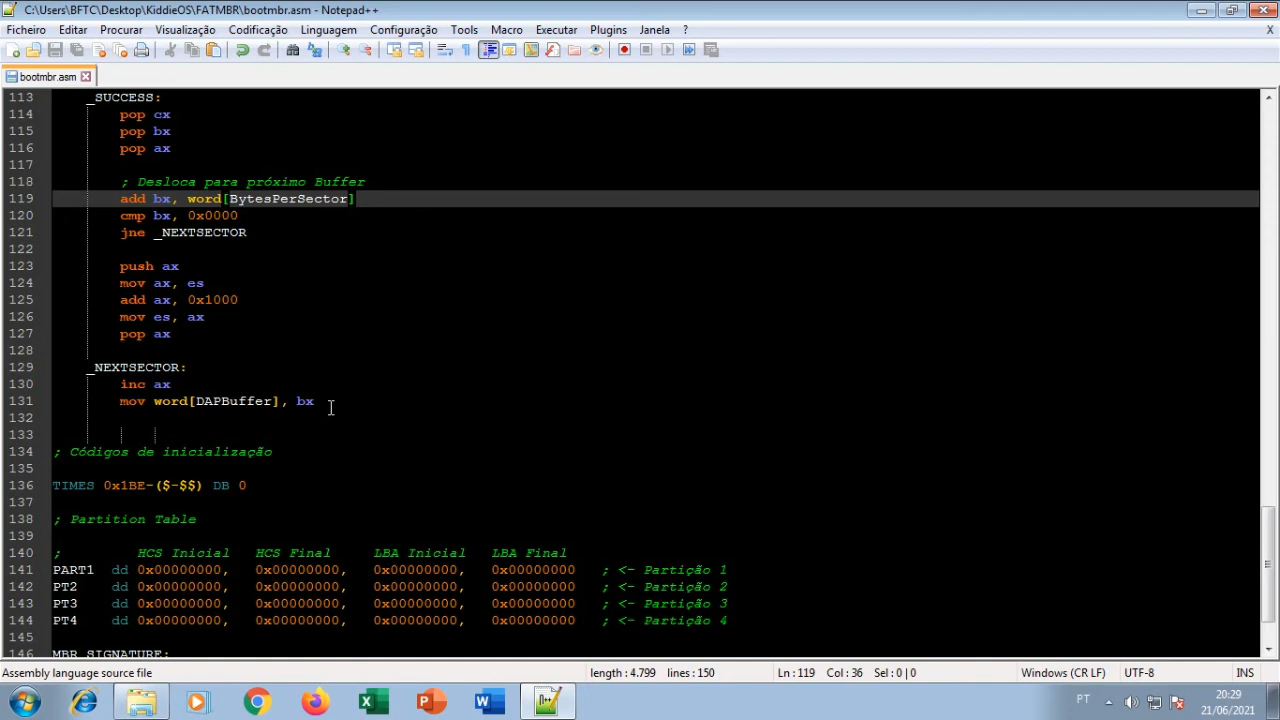 C:\Users\BFTC\Desktop\KiddieOS\FATMBR\bootmbr.asm - Notepad++
Ficheiro Editar Procurar Visualização Codificação Linguagem Configuração Tools Macro Executar Plugins Janela ? X
bootmbr.asm
113 _SUCCESS:
114 pop cx
115 pop bx
116 pop ax
117
118 ; Desloca para próximo Buffer
119 add bx, word[BytesPerSector]
120 cmp bx, 0x0000
121 jne _NEXTSECTOR
122
123 push ax
124 mov ax, es
125 add ax, 0x1000
126 mov es, ax
127 pop ax
128
129 _NEXTSECTOR:
130 inc ax
131 mov word[DAPBuffer], bx
132
133
134 ; Códigos de inicialização
135
136 TIMES 0x1BE-($-$$) DB 0
137
138 ; Partition Table
139
140 ; HCS Inicial HCS Final LBA Inicial LBA Final
141 PART1 dd 0x00000000, 0x00000000, 0x00000000, 0x00000000 ; <- Partição 1
142 PT2 dd 0x00000000, 0x00000000, 0x00000000, 0x00000000 ; <- Partição 2
143 PT3 dd 0x00000000, 0x00000000, 0x00000000, 0x00000000 ; <- Partição 3
144 PT4 dd 0x00000000, 0x00000000, 0x00000000, 0x00000000 ; <- Partição 4
145
146 MBR_SIGNATURE:
Assembly language source file length : 4.799 lines : 150 Ln : 119 Col : 36 Sel : 0 | 0 Windows (CR LF) UTF-8 INS
PT 20:29
21/06/2021